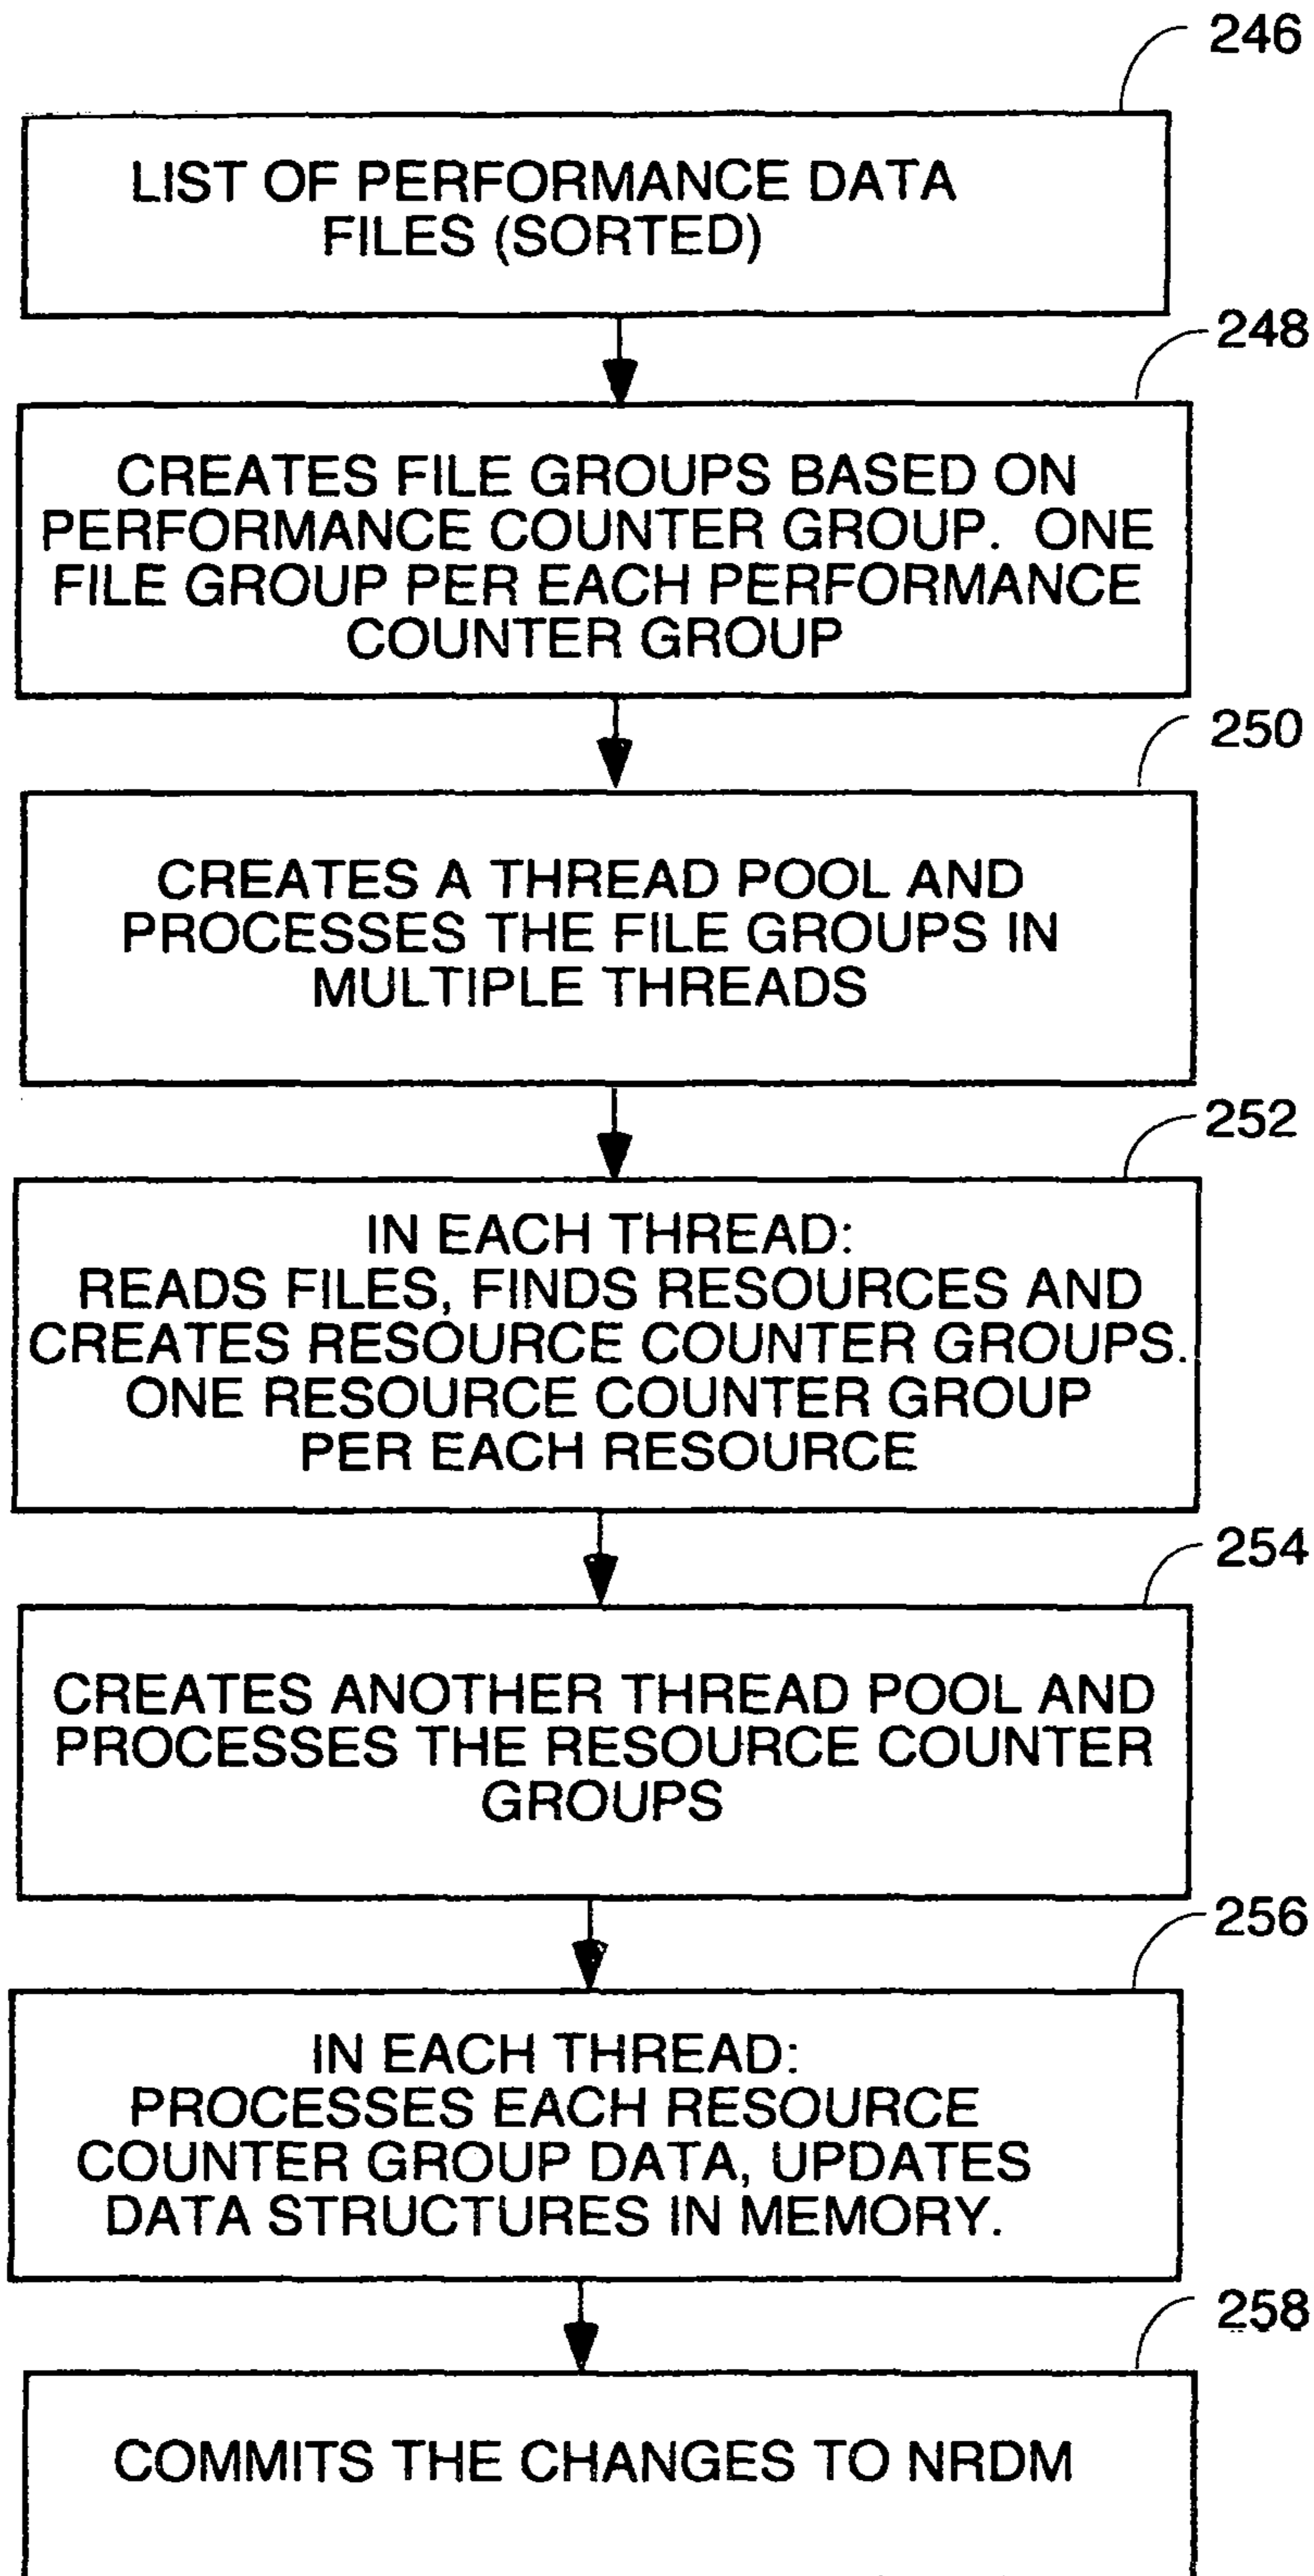 246
LIST OF PERFORMANCE DATA
FILES (SORTED)
248
CREATES FILE GROUPS BASED ON
PERFORMANCE COUNTER GROUP. ONE
FILE GROUP PER EACH PERFORMANCE
COUNTER GROUP
250
CREATES A THREAD POOL AND
PROCESSES THE FILE GROUPS IN
MULTIPLE THREADS
252
IN EACH THREAD:
READS FILES, FINDS RESOURCES AND
CREATES RESOURCE COUNTER GROUPS.
ONE RESOURCE COUNTER GROUP
PER EACH RESOURCE
254
CREATES ANOTHER THREAD POOL AND
PROCESSES THE RESOURCE COUNTER
GROUPS
256
IN EACH THREAD:
PROCESSES EACH RESOURCE
COUNTER GROUP DATA, UPDATES
DATA STRUCTURES IN MEMORY.
258
COMMITS THE CHANGES TO NRDM